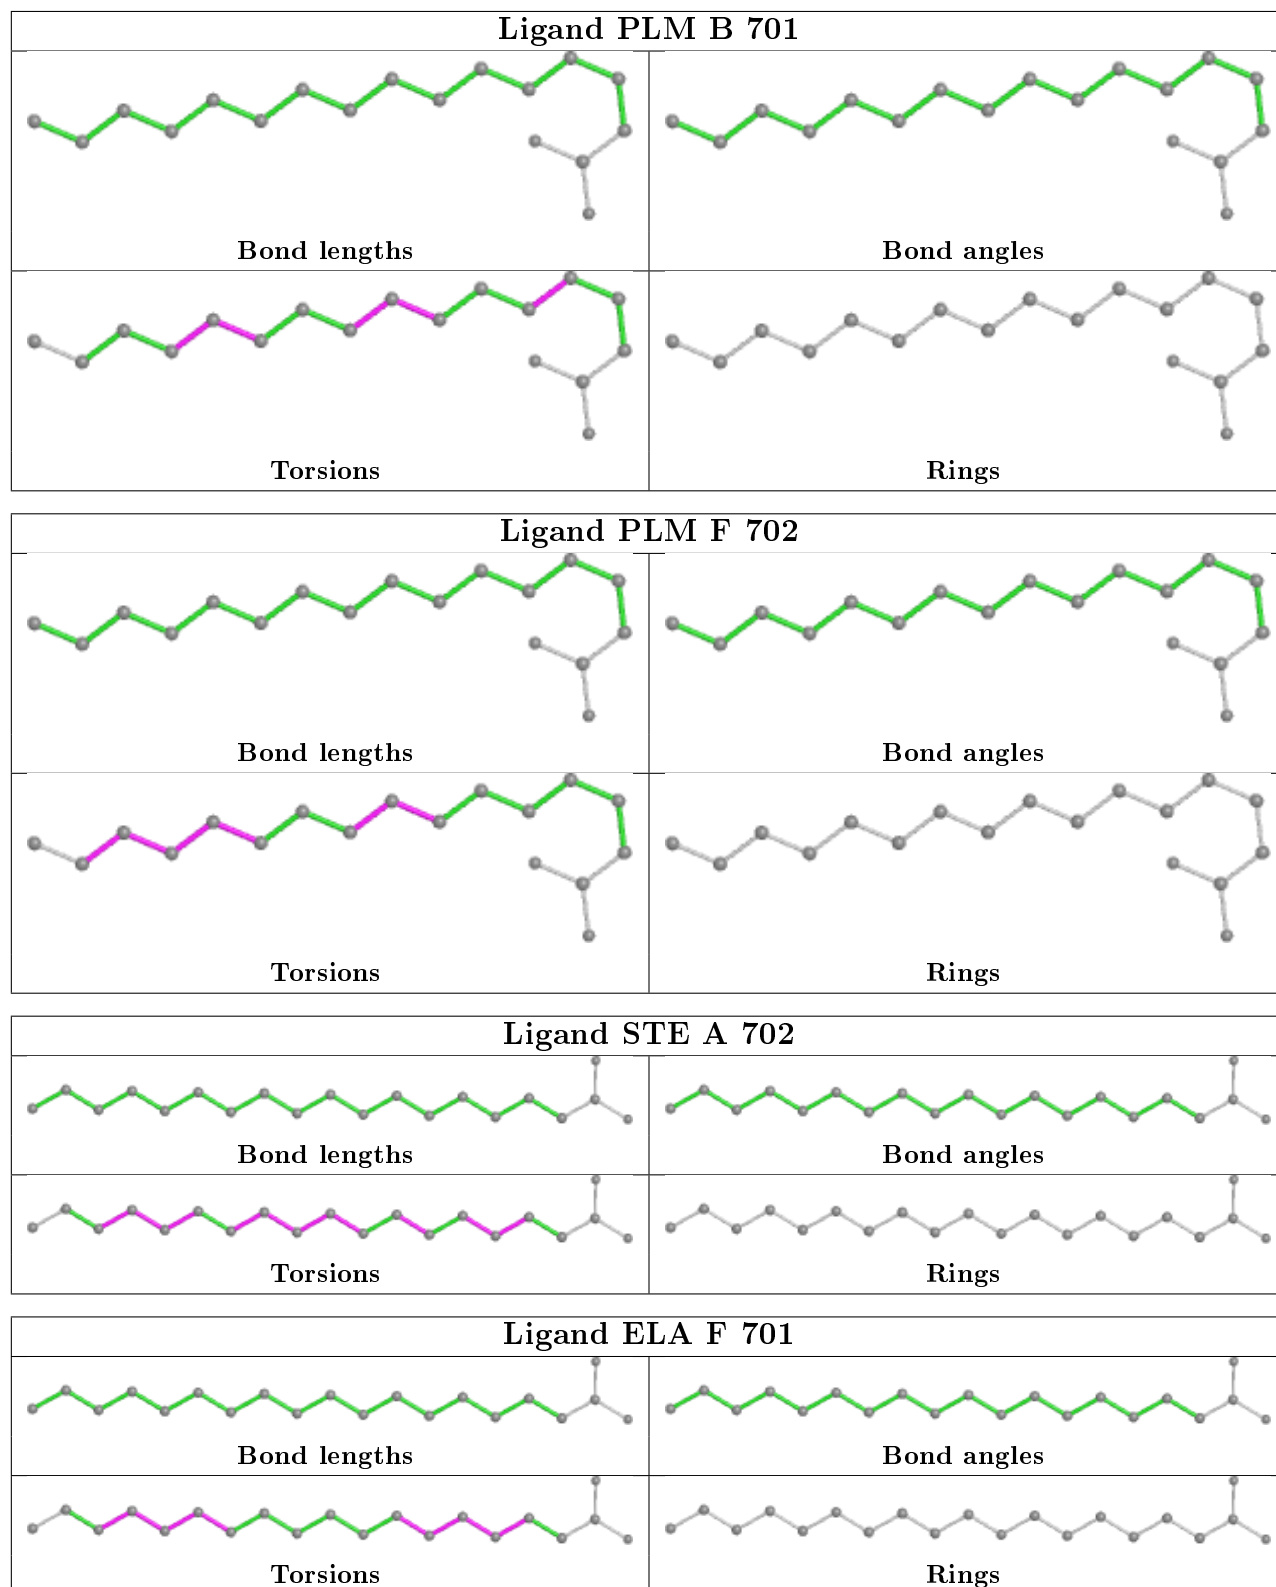 Ligand PLM B 701
Bond lengths
Bond angles
Torsions
Rings
Ligand PLM F 702
Bond lengths
Bond angles
Torsions
Rings
Ligand STE A 702
Bond lengths
Bond angles
Torsions
Rings
Ligand ELA F 701
Bond lengths
Bond angles
Torsions
Rings